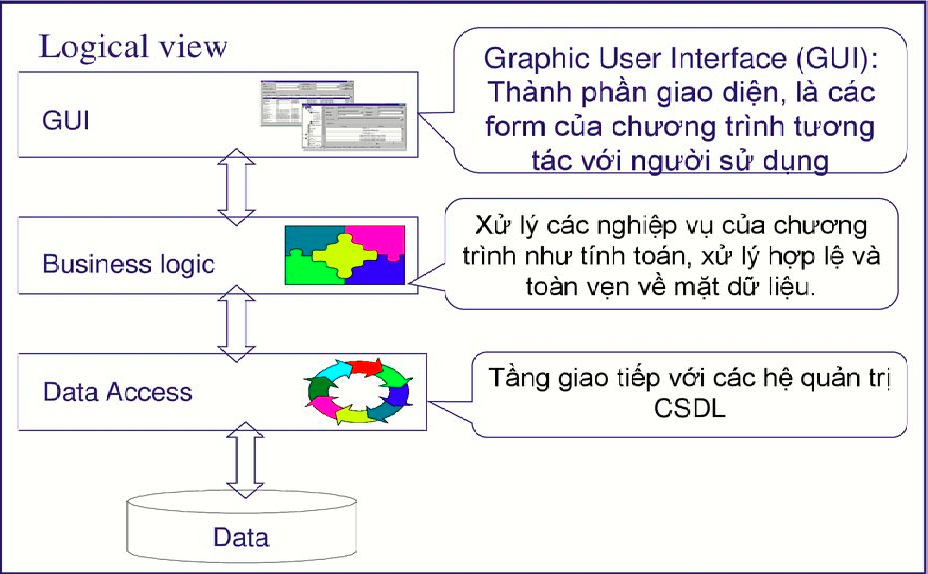 Logical view
GUI
Graphic User Interface (GUI):
Thành phần giao diện, là các
form của chương trình tương
tác với người sử dụng
Business logic
Xử lý các nghiệp vụ của chương
trình như tính toán, xử lý hợp lệ và
toàn vẹn về mặt dữ liệu.
Data Access
Tầng giao tiếp với các hệ quản trị
CSDL
Data